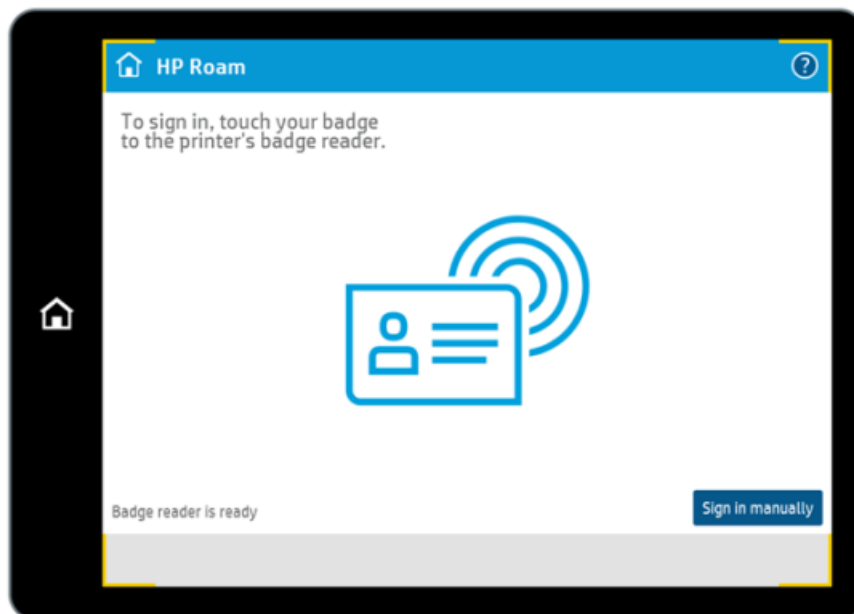 HP Roam
?
To sign in, touch your badge
to the printer's badge reader.
Badge reader is ready
Sign in manually